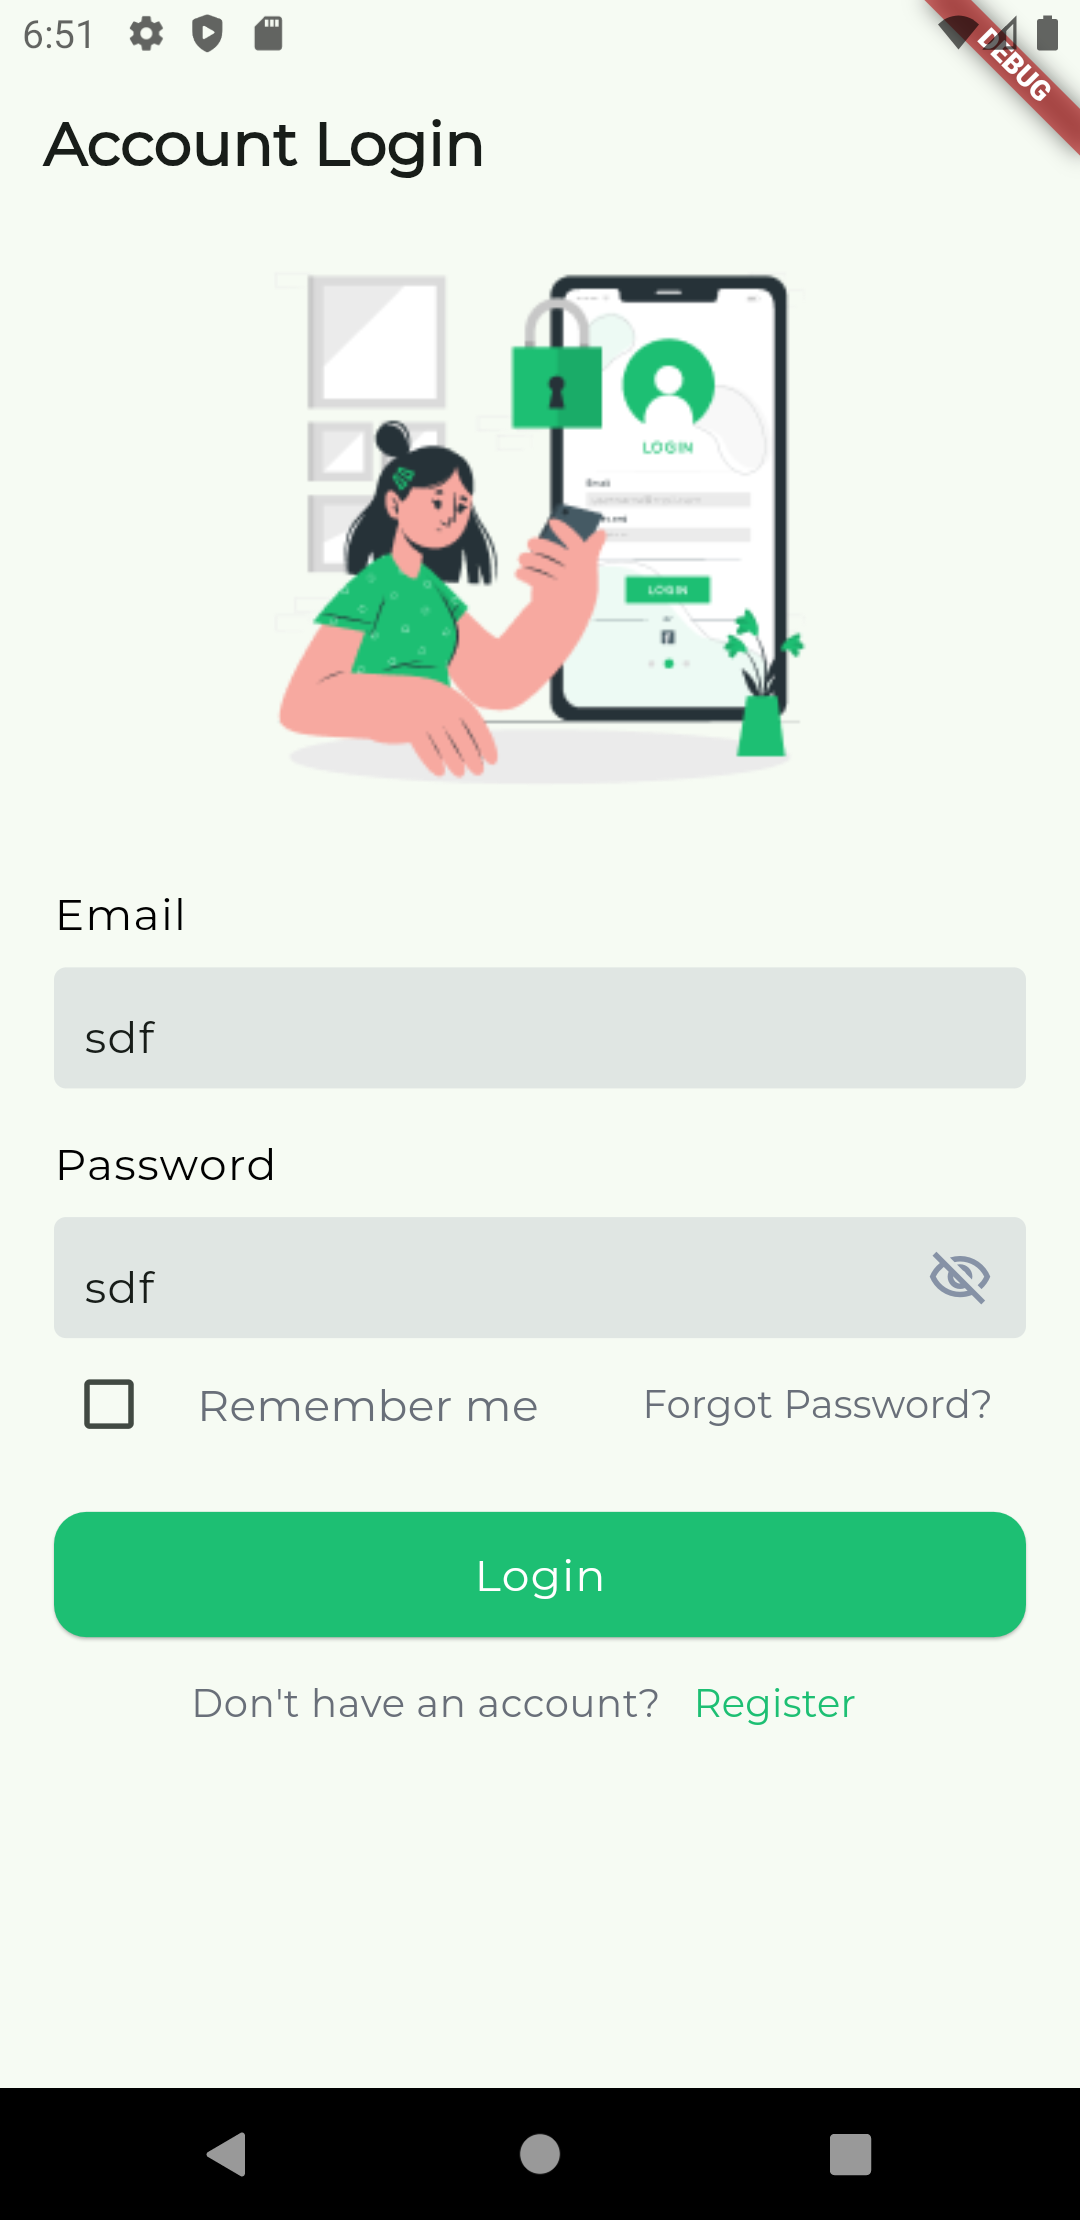 6:51
DEBUG
Account Login
LOGIN
Email
LOGIN
Email
sdf
Password
sdf
Remember me
Forgot Password?
Login
Don't have an account? Register